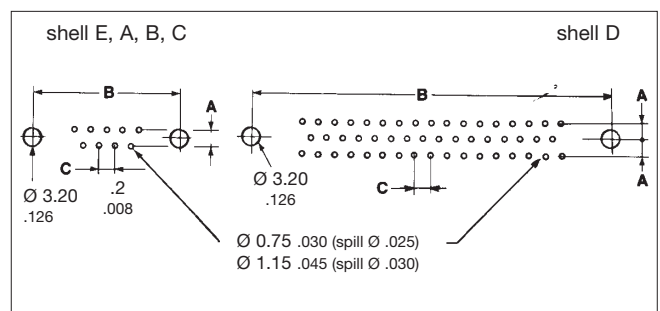 shell E, A, B, C
shell D
B
B
A
A
C
C
A
Ø 3.20
.126
.2
.008
Ø 3.20
.126
Ø 0.75 .030 (spill Ø .025)
Ø 1.15 .045 (spill Ø .030)